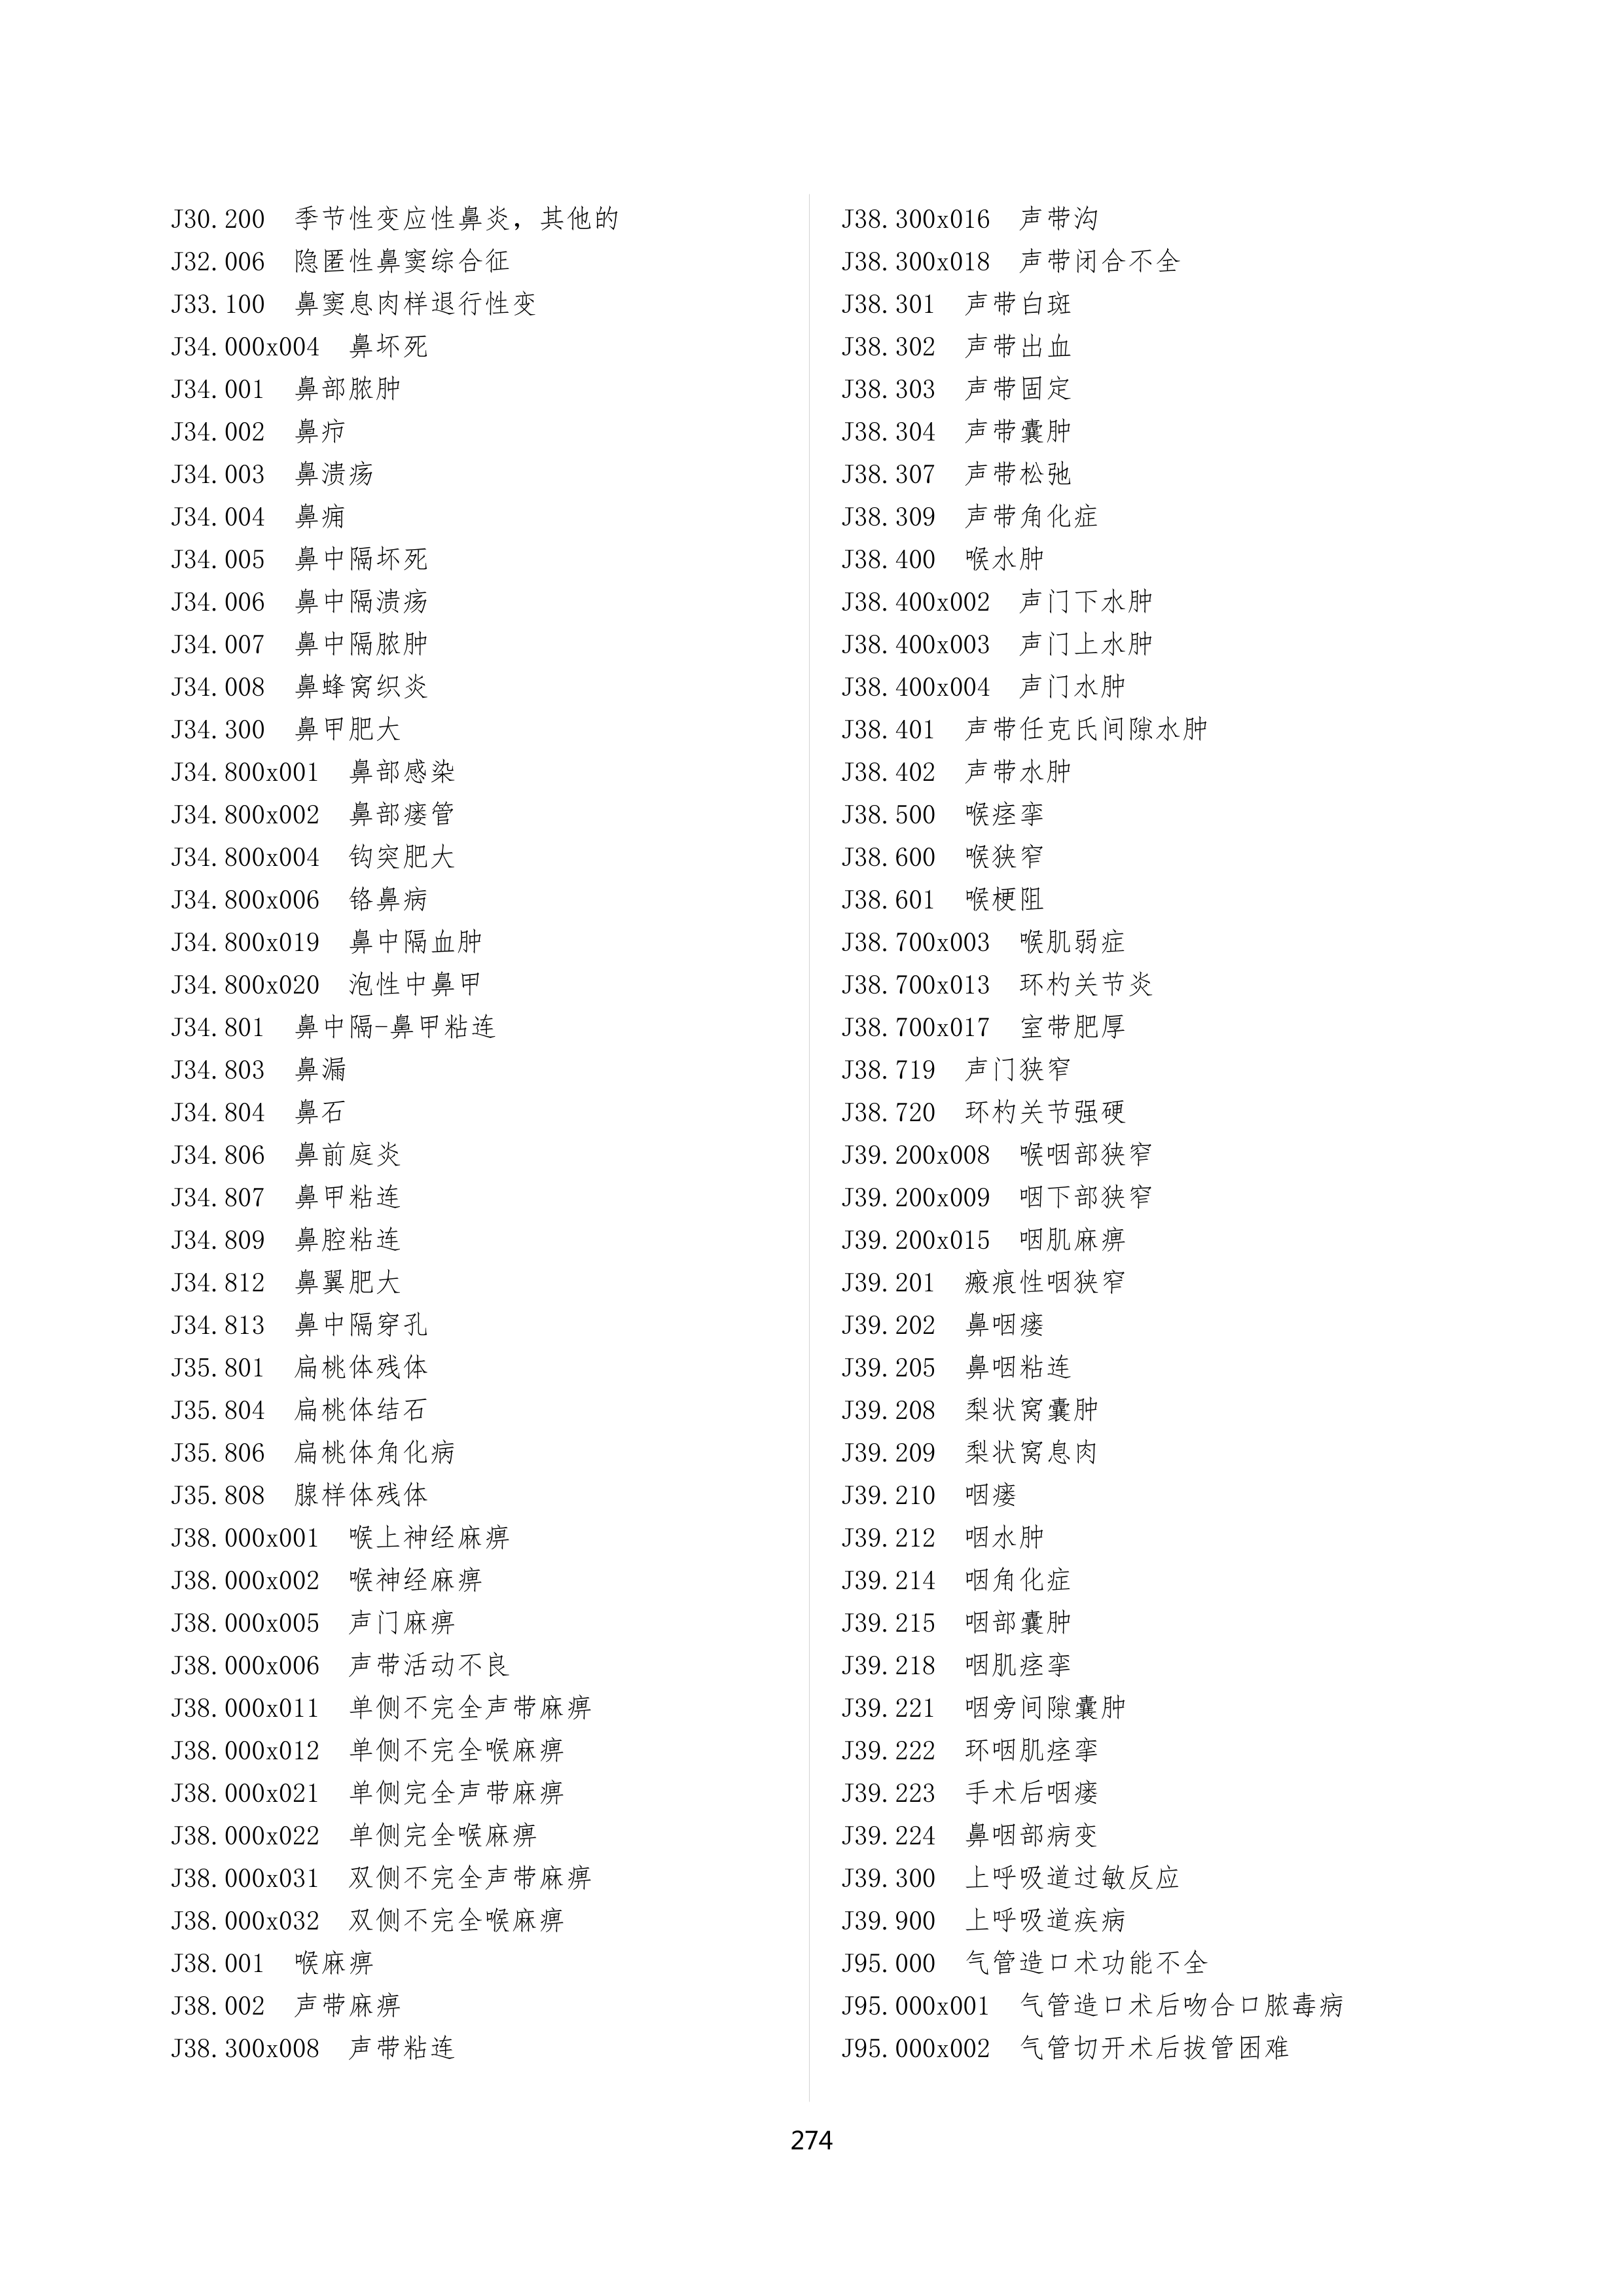 J30.200 季节性变应性鼻炎，其他的
J32.006 隐匿性鼻窦综合征
J33.100 鼻窦息肉样退行性变
J34.000x004 鼻坏死
J34.001 鼻部脓肿
J34.002 鼻疖
J34.003 鼻溃疡
J34.004 鼻痈
J34.005 鼻中隔坏死
J34.006 鼻中隔溃疡
J34.007 鼻中隔脓肿
J34.008 鼻蜂窝织炎
J34.300 鼻甲肥大
J34.800x001 鼻部感染
J34.800x002 鼻部瘘管
J34.800x004 钩突肥大
J34.800x006 铬鼻病
J34.800x019 鼻中隔血肿
J34.800x020 泡性中鼻甲
J34.801 鼻中隔-鼻甲粘连
J34.803 鼻漏
J34.804 鼻石
J34.806 鼻前庭炎
J34.807 鼻甲粘连
J34.809 鼻腔粘连
J34.812 鼻翼肥大
J34.813 鼻中隔穿孔
J35.801 扁桃体残体
J35.804 扁桃体结石
J35.806 扁桃体角化病
J35.808 腺样体残体
J38.000x001 喉上神经麻痹
J38.000x002 喉神经麻痹
J38.000x005 声门麻痹
J38.000x006 声带活动不良
J38.000x011 单侧不完全声带麻痹
J38.000x012 单侧不完全喉麻痹
J38.000x021 单侧完全声带麻痹
J38.000x022 单侧完全喉麻痹
J38.000x031 双侧不完全声带麻痹
J38.000x032 双侧不完全喉麻痹
J38.001 喉麻痹
J38.002 声带麻痹
J38.300x008 声带粘连
J38.300x016 声带沟
J38.300x018 声带闭合不全
J38.301 声带白斑
J38.302 声带出血
J38.303 声带固定
J38.304 声带囊肿
J38.307 声带松弛
J38.309 声带角化症
J38.400 喉水肿
J38.400x002 声门下水肿
J38.400x003 声门上水肿
J38.400x004 声门水肿
J38.401 声带任克氏间隙水肿
J38.402 声带水肿
J38.500 喉痉挛
J38.600 喉狭窄
J38.601 喉梗阻
J38.700x003 喉肌弱症
J38.700x013 环杓关节炎
J38.700x017 室带肥厚
J38.719 声门狭窄
J38.720 环杓关节强硬
J39.200x008 喉咽部狭窄
J39.200x009 咽下部狭窄
J39.200x015 咽肌麻痹
J39.201 瘢痕性咽狭窄
J39.202 鼻咽瘘
J39.205 鼻咽粘连
J39.208 梨状窝囊肿
J39.209 梨状窝息肉
J39.210 咽瘘
J39.212 咽水肿
J39.214 咽角化症
J39.215 咽部囊肿
J39.218 咽肌痉挛
J39.221 咽旁间隙囊肿
J39.222 环咽肌痉挛
J39.223 手术后咽瘘
J39.224 鼻咽部病变
J39.300 上呼吸道过敏反应
J39.900 上呼吸道疾病
J95.000 气管造口术功能不全
J95.000x001 气管造口术后吻合口脓毒病
J95.000x002 气管切开术后拔管困难
274